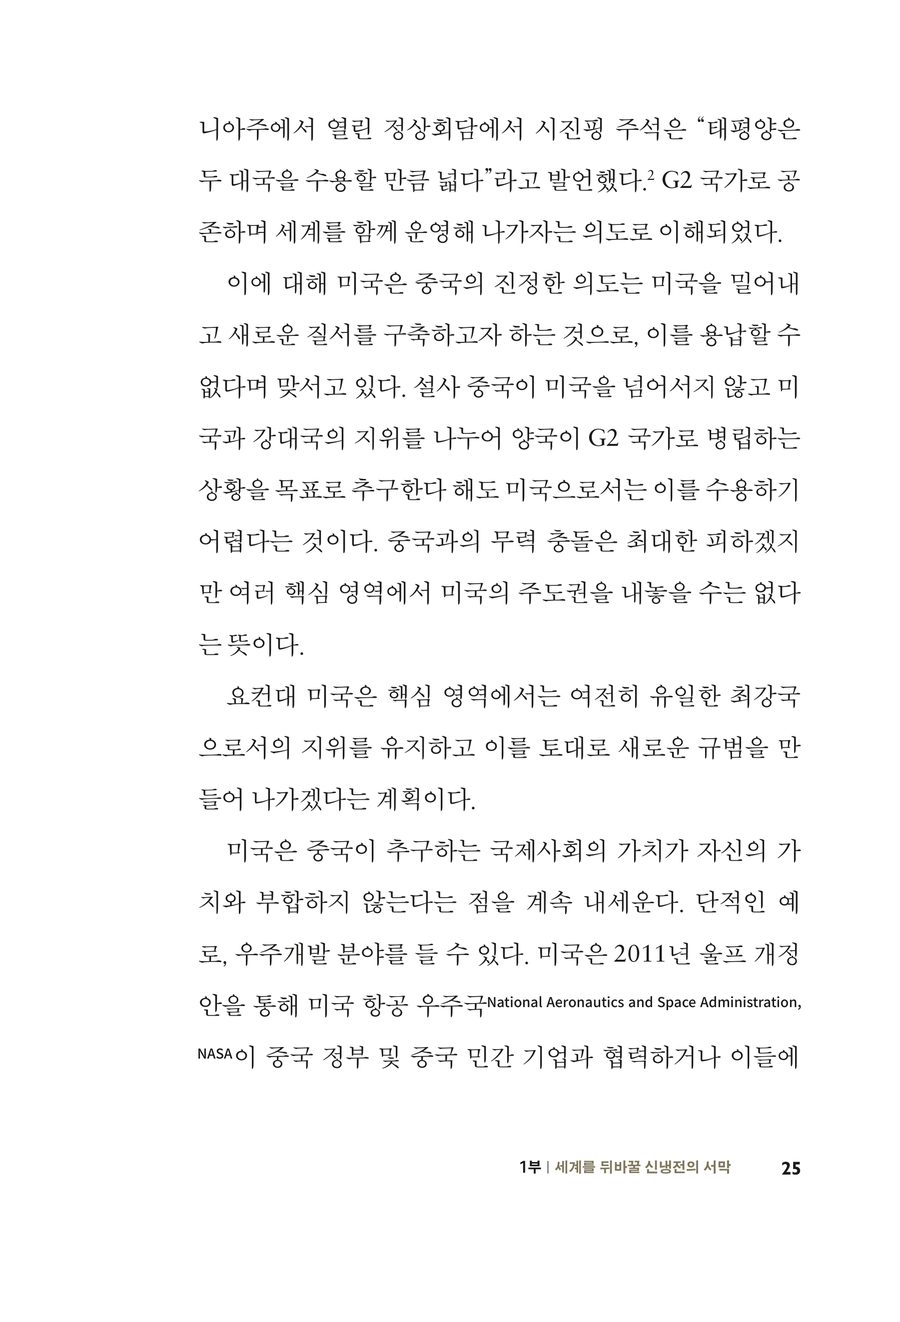 니아주에서 열린 정상회담에서 시진핑 주석은 “태평양은
두 대국을 수용할 만큼 넓다”라고 발언했다.² G2 국가로 공
존하며 세계를 함께 운영해 나가자는 의도로 이해되었다.
이에 대해 미국은 중국의 진정한 의도는 미국을 밀어내
고 새로운 질서를 구축하고자 하는 것으로, 이를 용납할 수
없다며 맞서고 있다. 설사 중국이 미국을 넘어서지 않고 미
국과 강대국의 지위를 나누어 양국이 G2 국가로 병립하는
상황을 목표로 추구한다 해도 미국으로서는 이를 수용하기
어렵다는 것이다. 중국과의 무력 충돌은 최대한 피하겠지
만 여러 핵심 영역에서 미국의 주도권을 내놓을 수는 없다
는 뜻이다.
요컨대 미국은 핵심 영역에서는 여전히 유일한 최강국
으로서의 지위를 유지하고 이를 토대로 새로운 규범을 만
들어 나가겠다는 계획이다.
미국은 중국이 추구하는 국제사회의 가치가 자신의 가
치와 부합하지 않는다는 점을 계속 내세운다. 단적인 예
로, 우주개발 분야를 들 수 있다. 미국은 2011년 울프 개정
안을 통해 미국 항공 우주국National Aeronautics and Space Administration,
NASA이 중국 정부 및 중국 민간 기업과 협력하거나 이들에
1부 | 세계를 뒤바꿀 신냉전의 서막 25